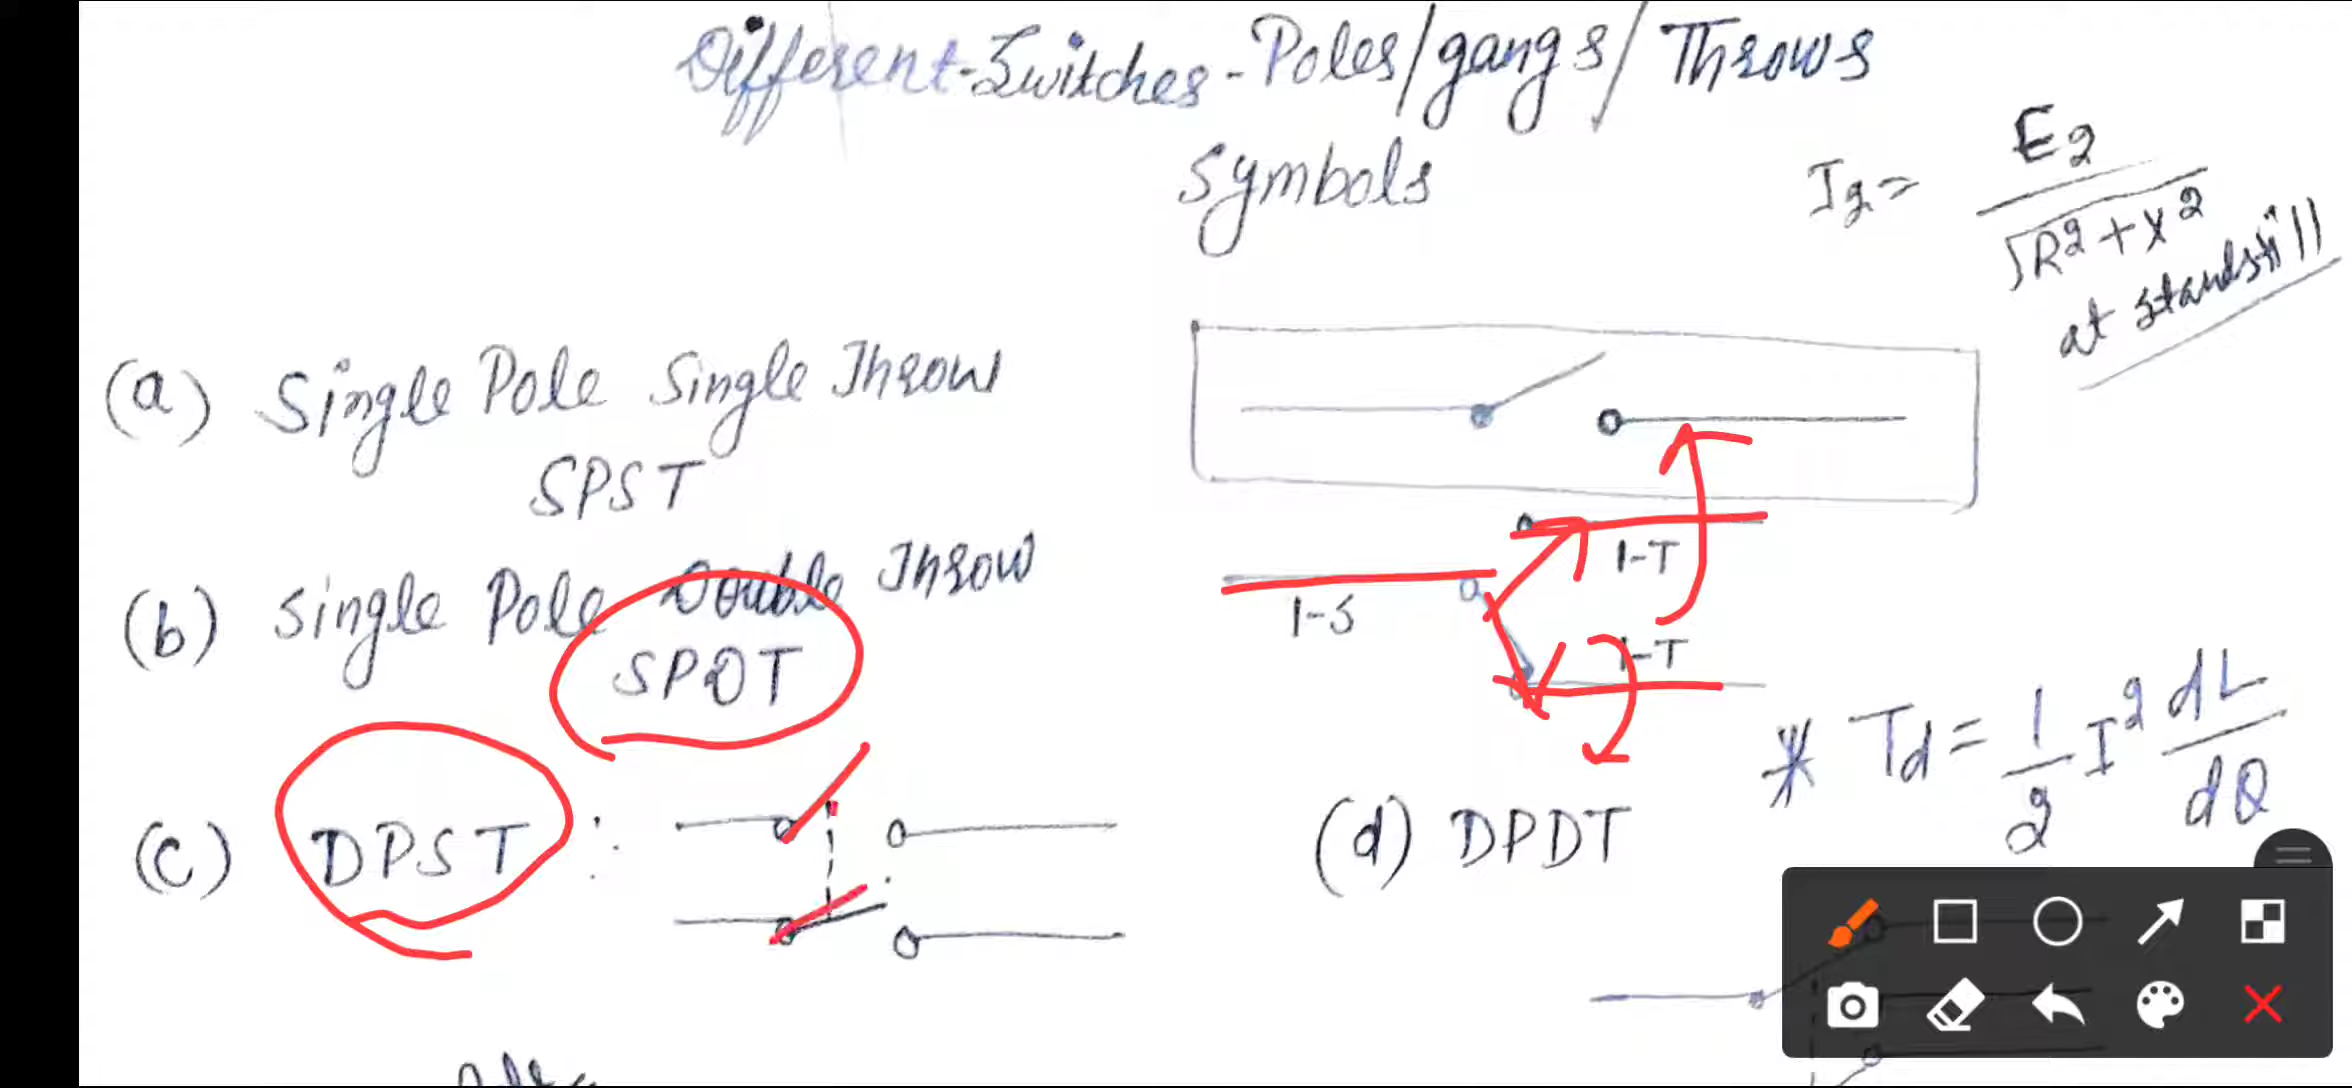 Different-Switches-Poles/gangs/Throws
Symbols
I2= E2
√R2+X2
at standstill
(a) Single Pole Single Throw
SPST
1-T
(b) Single Pole Double Throw
1-S
SPDT
1-T
* Td = 1/2 I2 dL/dθ
(c) DPST :
(d) DPDT